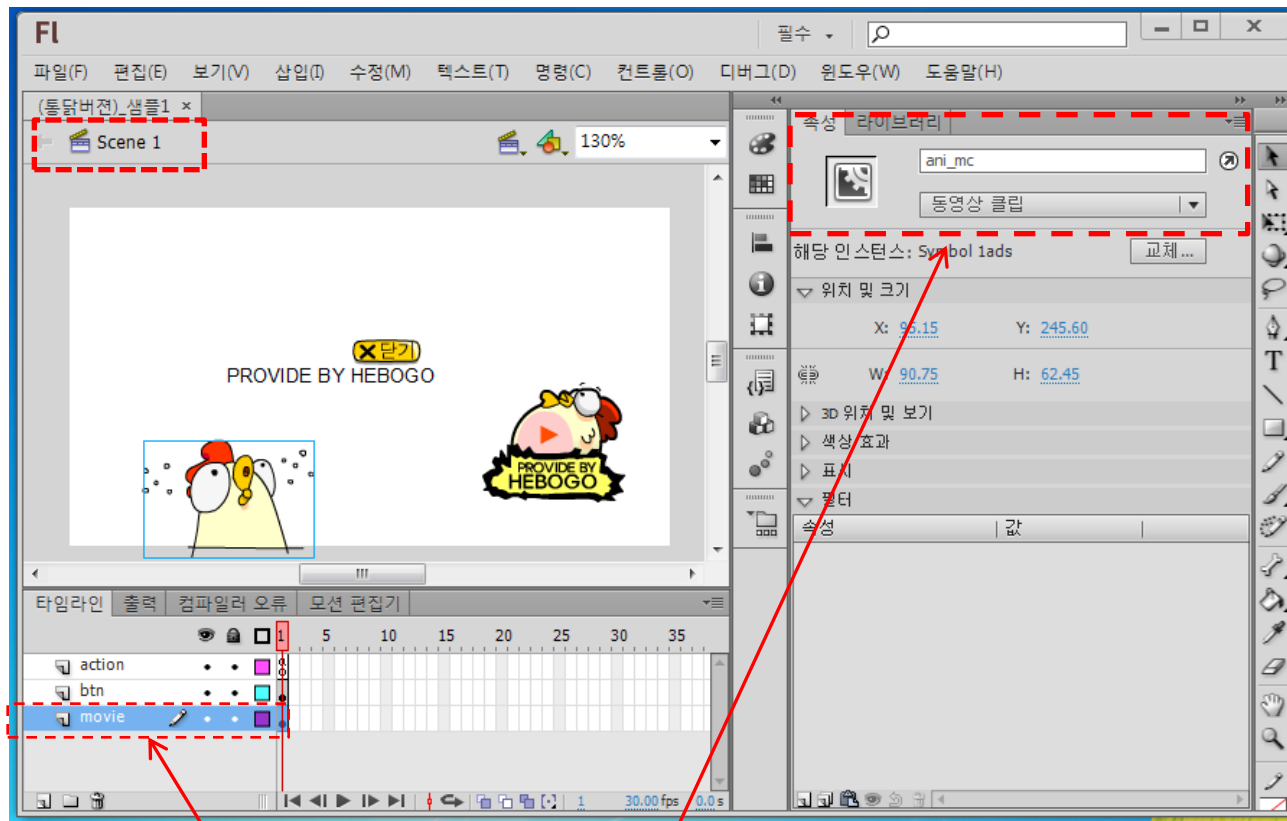 Fl
필수
파일(F) 편집(E) 보기(V) 삽입(I) 수정(M) 텍스트(T) 명령(C) 컨트롤(O) 디버그(D) 윈도우(W) 도움말(H)
(통닭버젼)_샘플1 ×
Scene 1
130%
닫기
PROVIDE BY HEBOGO
PROVIDE BY
HEBOGO
속성 라이브러리
ani_mc
동영상 클립
해당 인스턴스: Symbol 1ads
교체...
위치 및 크기
X: 95.15 Y: 245.60
W: 90.75 H: 62.45
3D 위치 및 보기
색상 효과
표시
필터
속성 값
타임라인 출력 컴파일러 오류 모션 편집기
1 5 10 15 20 25 30 35
action
btn
movie
1 30.00 fps 0.0 s
T